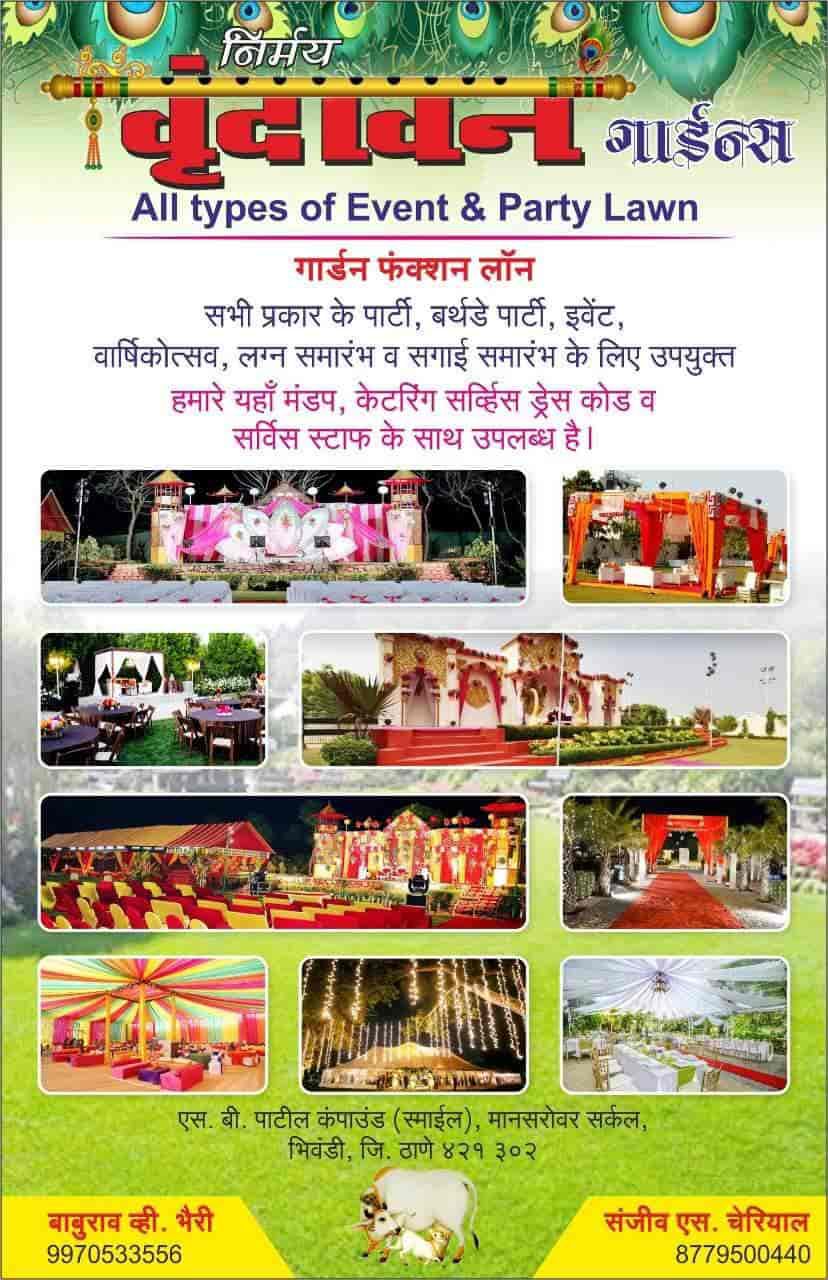 निर्मय
वृंदावन गार्डन्स
All types of Event & Party Lawn
गार्डन फंक्शन लॉन
सभी प्रकार के पार्टी, बर्थडे पार्टी, इवेंट,
वार्षिकोत्सव, लग्न समारंभ व सगाई समारंभ के लिए उपयुक्त
हमारे यहाँ मंडप, केटरिंग सर्व्हिस ड्रेस कोड व
सर्विस स्टाफ के साथ उपलब्ध है।
एस. बी. पाटील कंपाउंड (स्माईल), मानसरोवर सर्कल,
भिवंडी, जि. ठाणे ४२१ ३०२
बाबुराव व्ही. भैरी
9970533556
संजीव एस. चेरियाल
8779500440